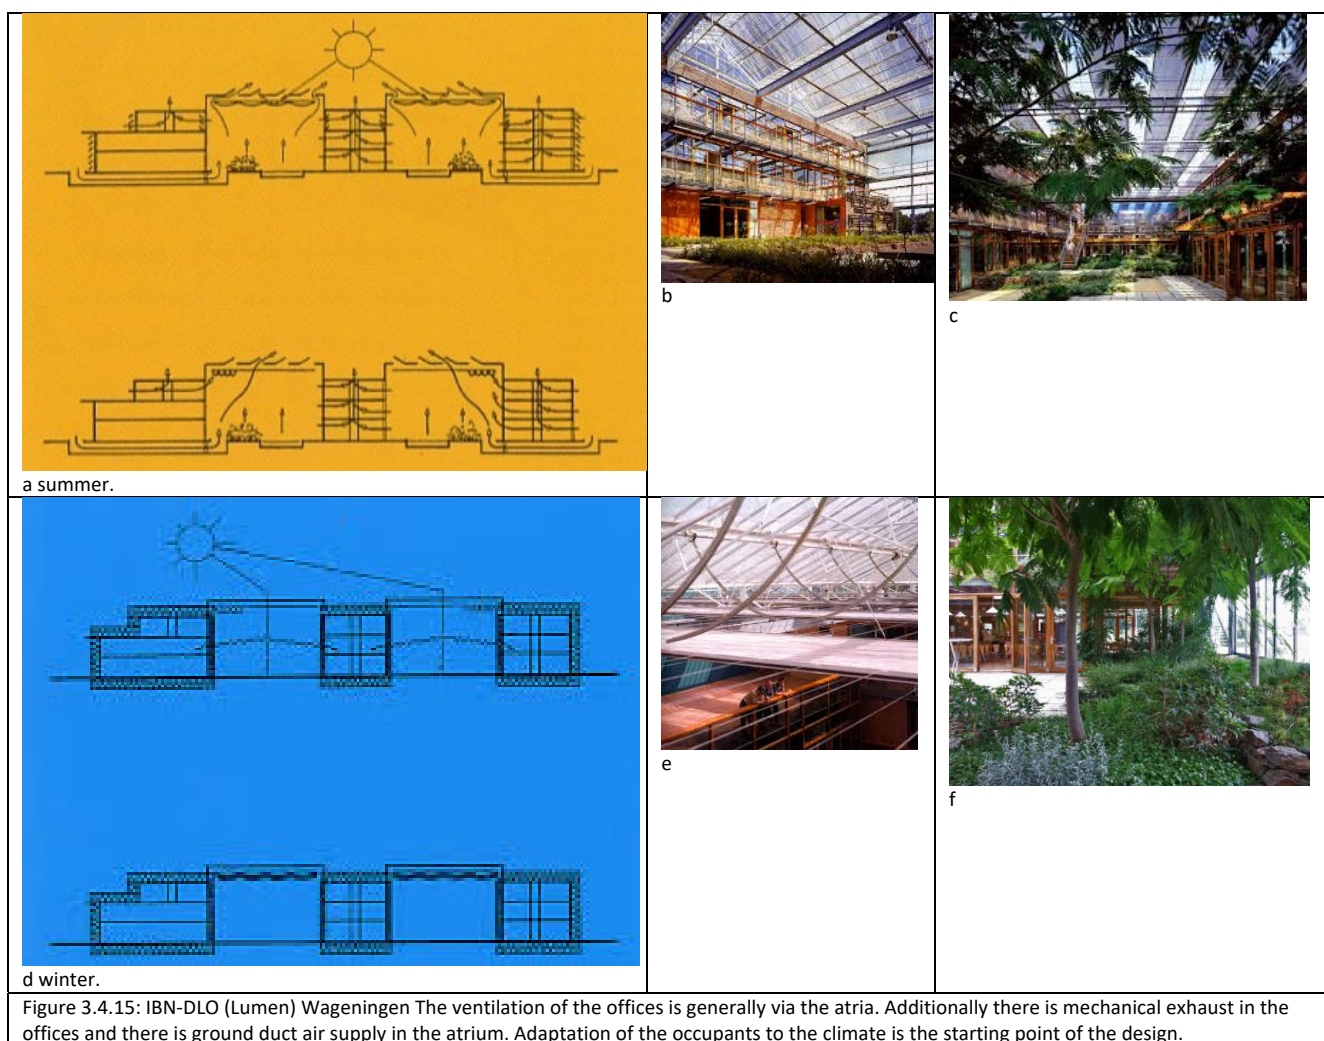 a summer.
b
c
d winter.
e
f
Figure 3.4.15: IBN-DLO (Lumen) Wageningen The ventilation of the offices is generally via the atria. Additionally there is mechanical exhaust in the
offices and there is ground duct air supply in the atrium. Adaptation of the occupants to the climate is the starting point of the design.